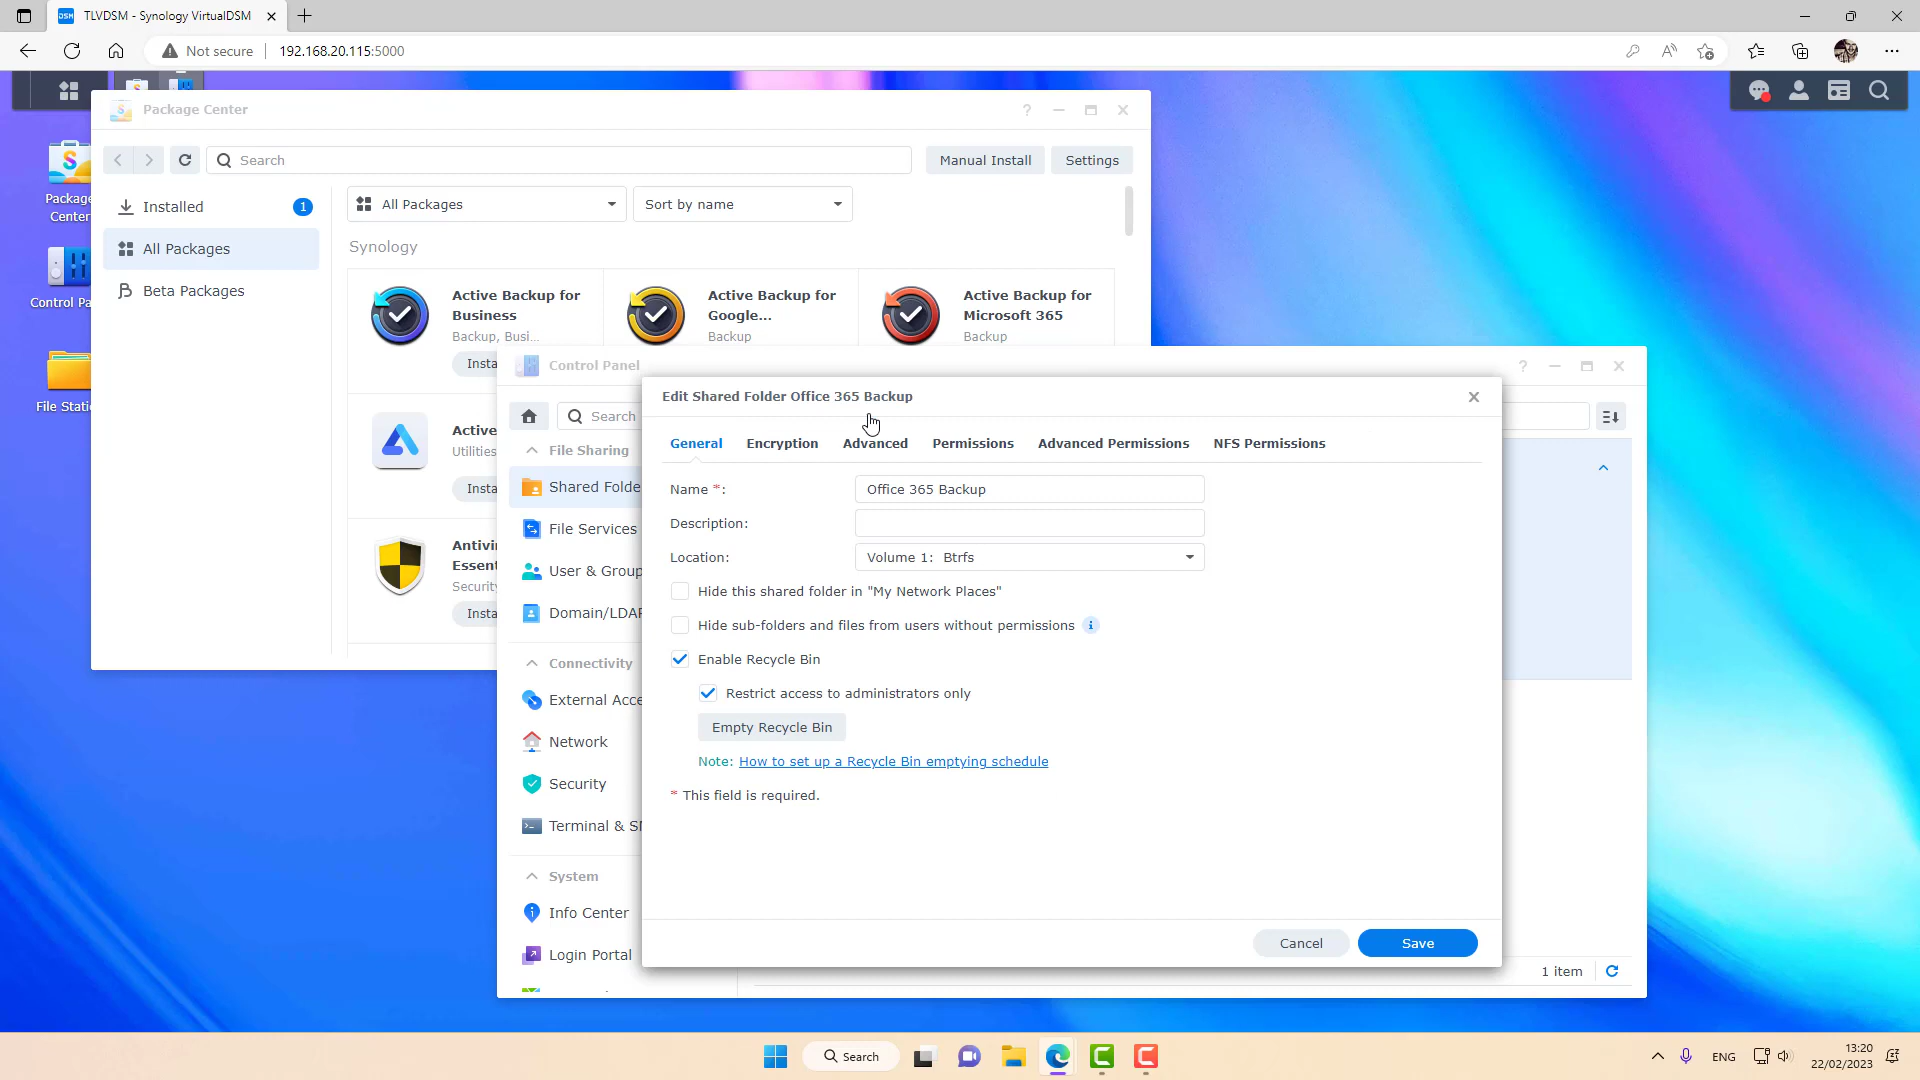 TLVDSM - Synology VirtualDSM
Not secure
192.168.20.115:5000
Package Center
Control Pa
File Stati
Package Center
Search
Manual Install
Settings
Installed
1
All Packages
Beta Packages
All Packages
Sort by name
Synology
Active Backup for Business
Backup, Busi...
Insta
Active Backup for Google...
Backup
Active Backup for Microsoft 365
Backup
Active
Utilities
Insta
Antivir
Essent
Security
Insta
Control Panel
Search
File Sharing
Shared Folde
File Services
User & Group
Domain/LDAP
Connectivity
External Acce
Network
Security
Terminal & SN
System
Info Center
Login Portal
1 item
Edit Shared Folder Office 365 Backup
General
Encryption
Advanced
Permissions
Advanced Permissions
NFS Permissions
Name *:
Office 365 Backup
Description:
Location:
Volume 1: Btrfs
Hide this shared folder in "My Network Places"
Hide sub-folders and files from users without permissions
Enable Recycle Bin
Restrict access to administrators only
Empty Recycle Bin
Note: How to set up a Recycle Bin emptying schedule
* This field is required.
Cancel
Save
Search
ENG
13:20
22/02/2023